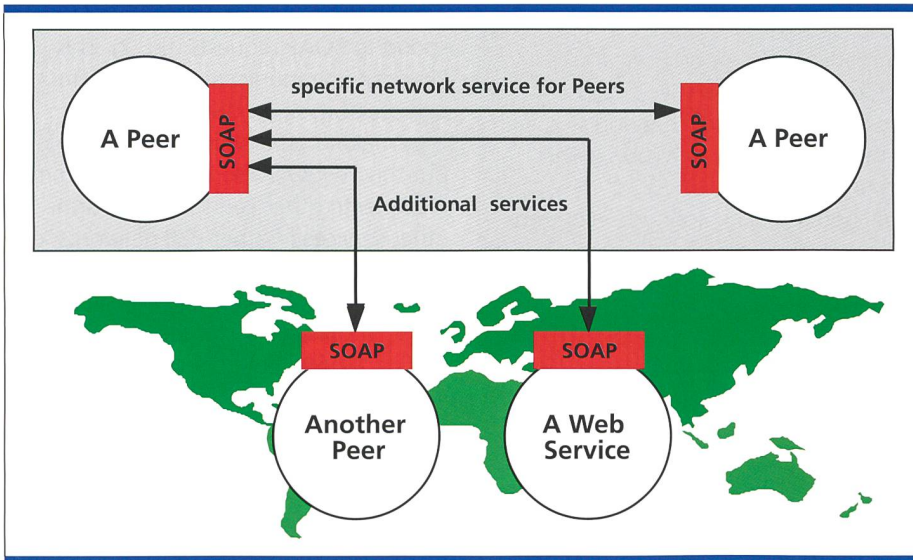 specific network service for Peers
A Peer
SOAP
SOAP
A Peer
Additional services
SOAP
SOAP
Another
Peer
A Web
Service